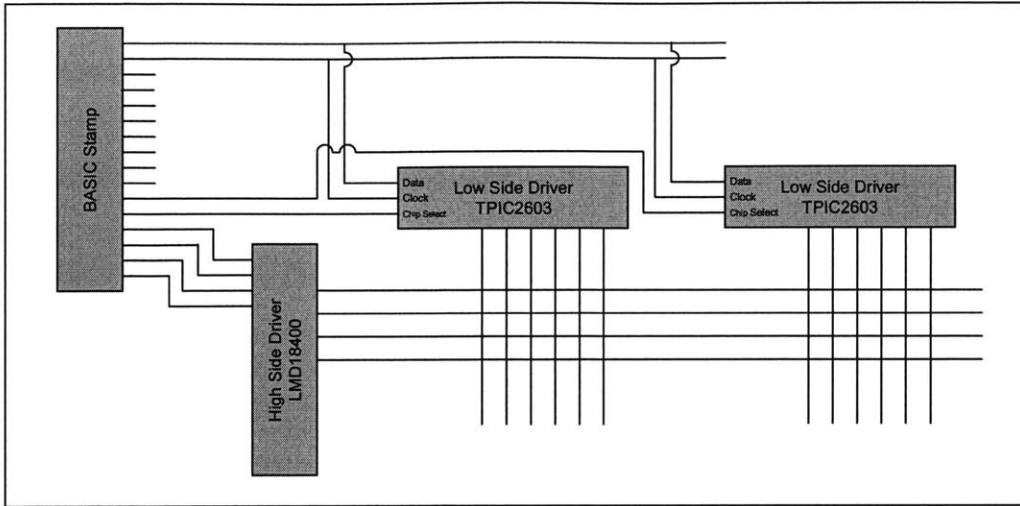 BASIC Stamp
Data
Clock
Chip Select
Low Side Driver
TPIC2603
Data
Clock
Chip Select
Low Side Driver
TPIC2603
High Side Driver
LMD18400